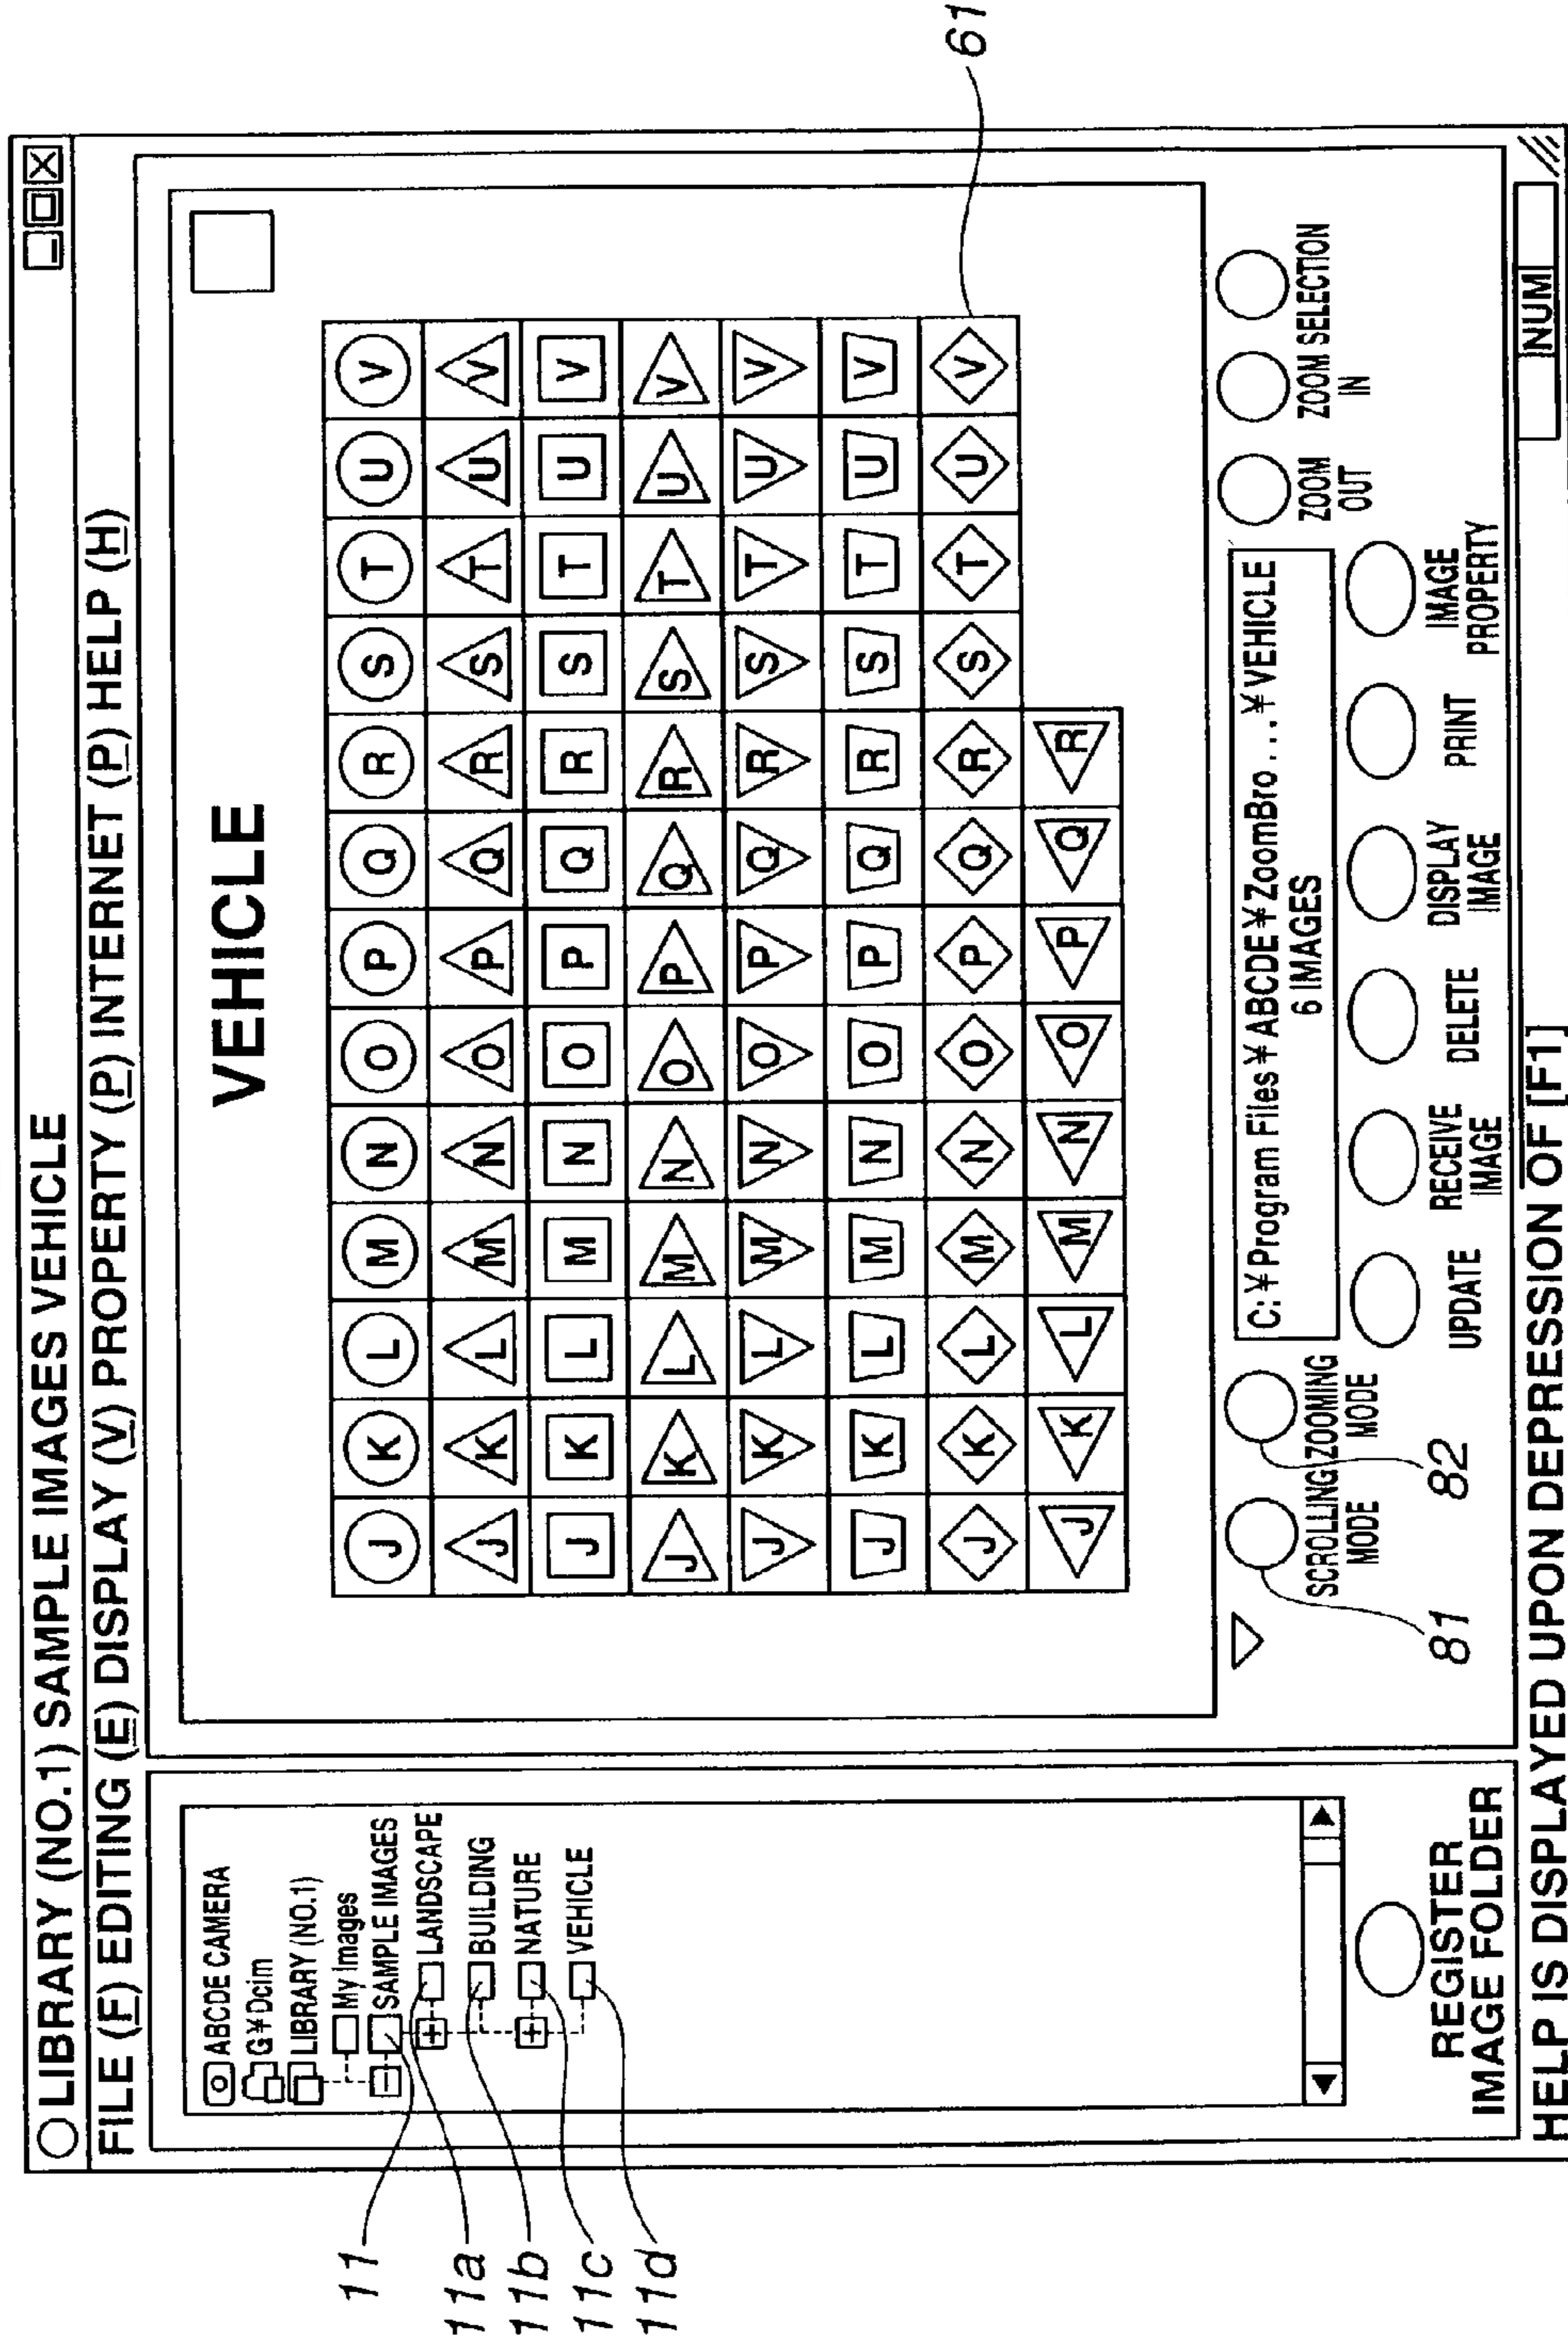 LIBRARY (NO.1) SAMPLE IMAGES VEHICLE
FILE (F) EDITING (E) DISPLAY (V) PROPERTY (P) INTERNET (P) HELP (H)
ABCDE CAMERA
G¥Dcim
LIBRARY (NO.1)
My Images
SAMPLE IMAGES
LANDSCAPE
BUILDING
NATURE
VEHICLE
11
11a
11b
11c
11d
REGISTER
IMAGE FOLDER
VEHICLE
J K L M N O P Q R S T U V
J K L M N O P Q R S T U V
J K L M N O P Q R S T U V
J K L M N O P Q R S T U V
J K L M N O P Q R S T U V
J K L M N O P Q R S T U V
J K L M N O P Q R S T U V
J K L M N O P Q R
61
SCROLLING MODE
ZOOMING MODE
81
82
C:¥Program Files¥ABCDE¥ZoomBro...¥VEHICLE
6 IMAGES
ZOOM OUT
ZOOM IN
SELECTION
UPDATE
RECEIVE IMAGE
DELETE
DISPLAY IMAGE
PRINT
IMAGE PROPERTY
HELP IS DISPLAYED UPON DEPRESSION OF [F1]
NUM